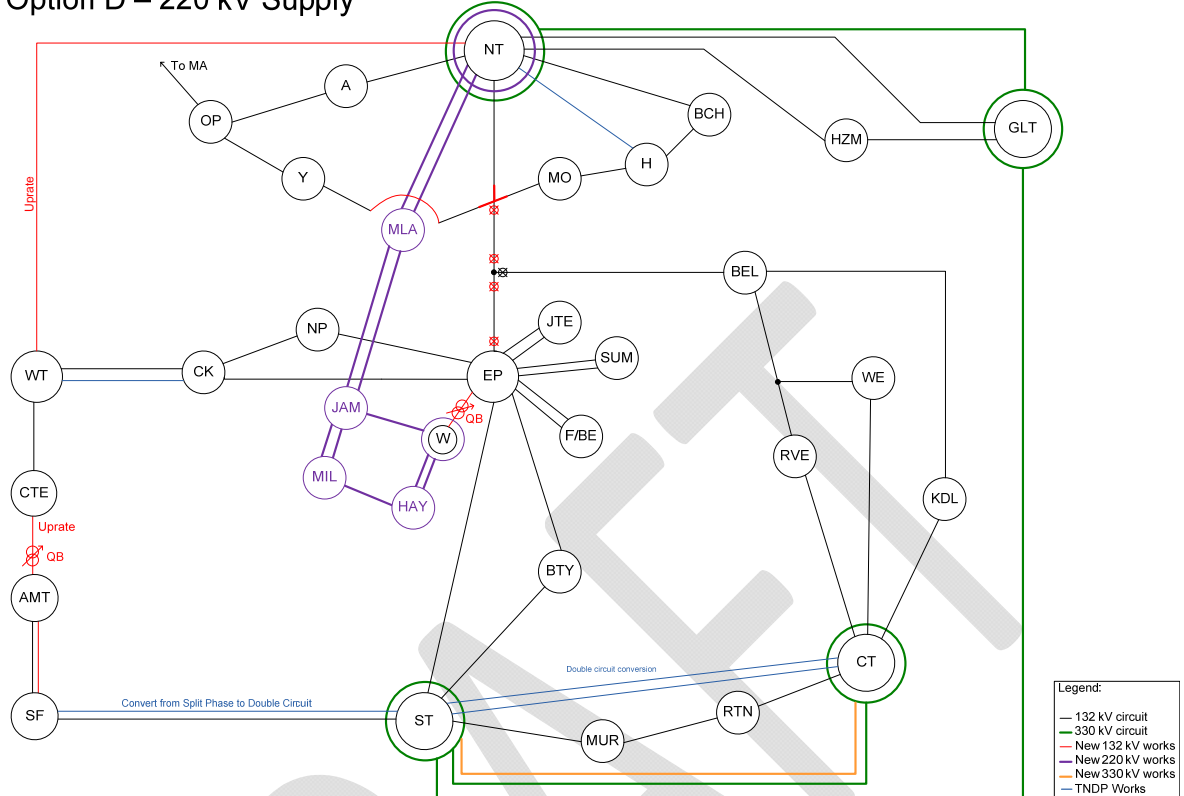 Option D – 220 kV Supply
NT
To MA
A
OP
BCH
GLT
HZM
H
MO
Y
Uprate
MLA
BEL
JTE
NP
SUM
WT
CK
EP
WE
JAM
QB
F/BE
W
RVE
MIL
CTE
HAY
KDL
Uprate
QB
BTY
AMT
CT
Double circuit conversion
Convert from Split Phase to Double Circuit
SF
ST
RTN
MUR
Legend:
132 kV circuit
330 kV circuit
New 132 kV works
New 220 kV works
New 330 kV works
TNDP Works